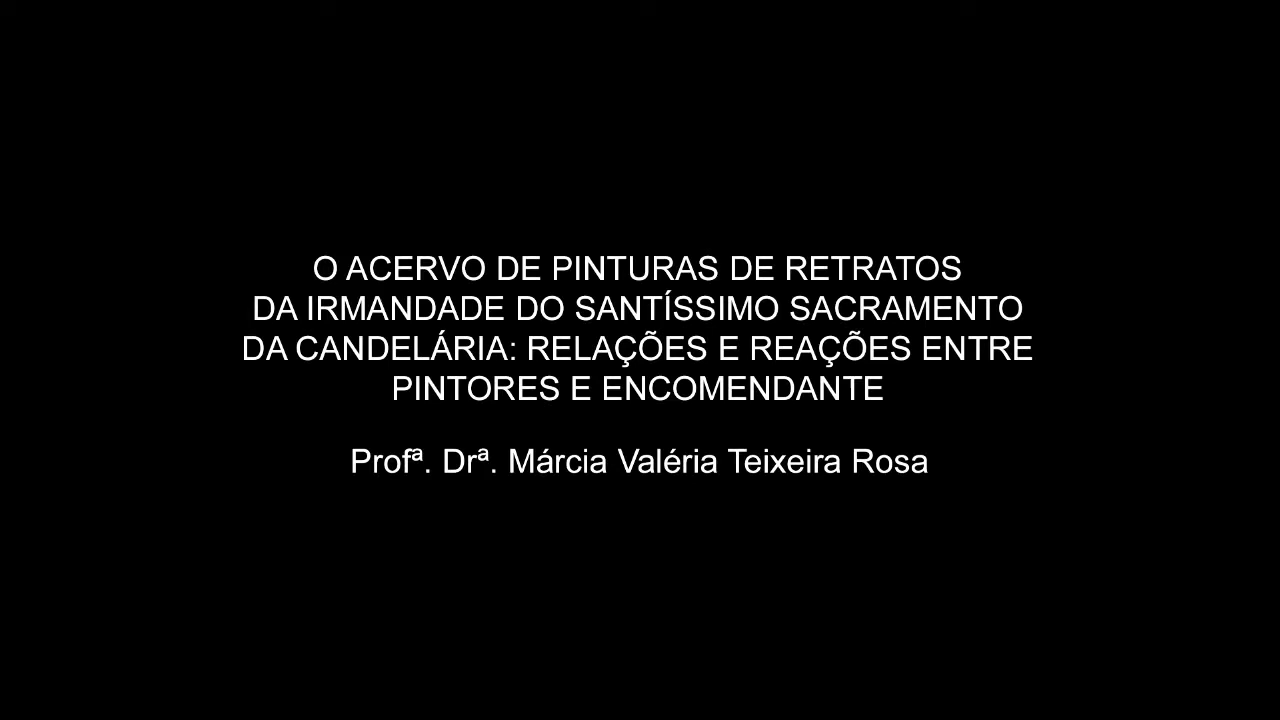 O ACERVO DE PINTURAS DE RETRATOS
DA IRMANDADE DO SANTÍSSIMO SACRAMENTO
DA CANDELÁRIA: RELAÇÕES E REAÇÕES ENTRE
PINTORES E ENCOMENDANTE
Profª. Drª. Márcia Valéria Teixeira Rosa